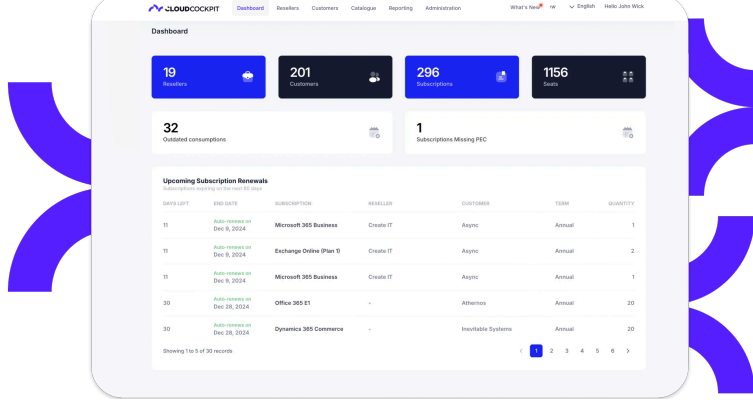 CLOUDCOCKPIT Dashboard Resellers Customers Catalogue Reporting Administration What's New English Hello John Wick
Dashboard
19
Resellers
201
Customers
296
Subscriptions
1156
Seats
32
Outdated consumptions
1
Subscriptions Missing PEC
Upcoming Subscription Renewals
Subscriptions expiring on the next 90 days
DAYS LEFT END DATE SUBSCRIPTION RESELLER CUSTOMER TERM QUANTITY
11 Auto-renews on Dec 9, 2024 Microsoft 365 Business Create IT Async Annual 1
11 Auto-renews on Dec 9, 2024 Exchange Online (Plan 1) Create IT Async Annual 2
11 Auto-renews on Dec 9, 2024 Microsoft 365 Business Create IT Async Annual 1
30 Auto-renews on Dec 28, 2024 Office 365 E1 - Athernos Annual 20
30 Auto-renews on Dec 28, 2024 Dynamics 365 Commerce - Inevitable Systems Annual 20
Showing 1 to 5 of 30 records < 1 2 3 4 5 6 >